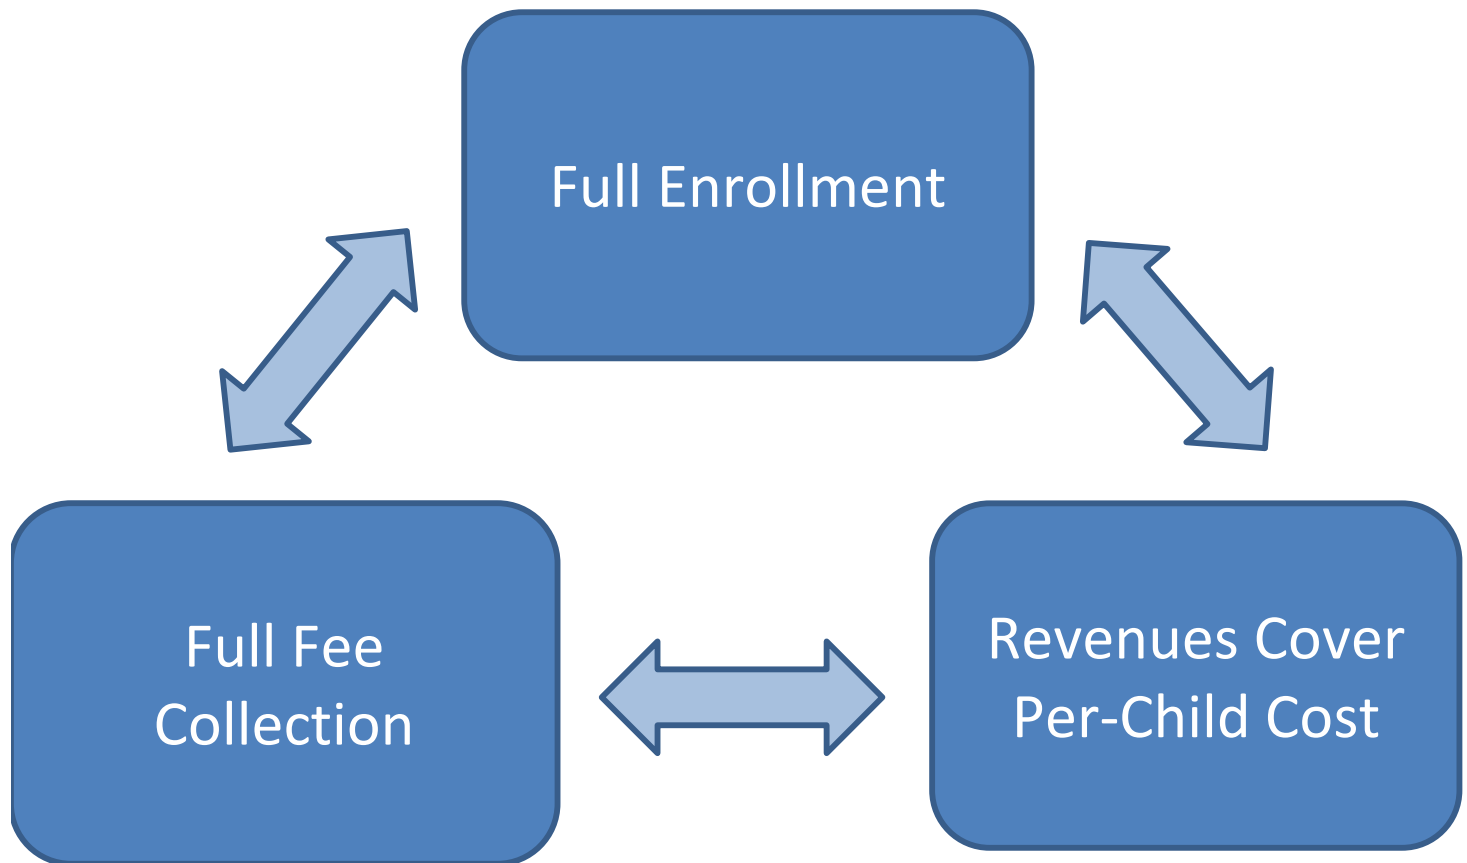 Full Enrollment
Full Fee
Collection
Revenues Cover
Per-Child Cost